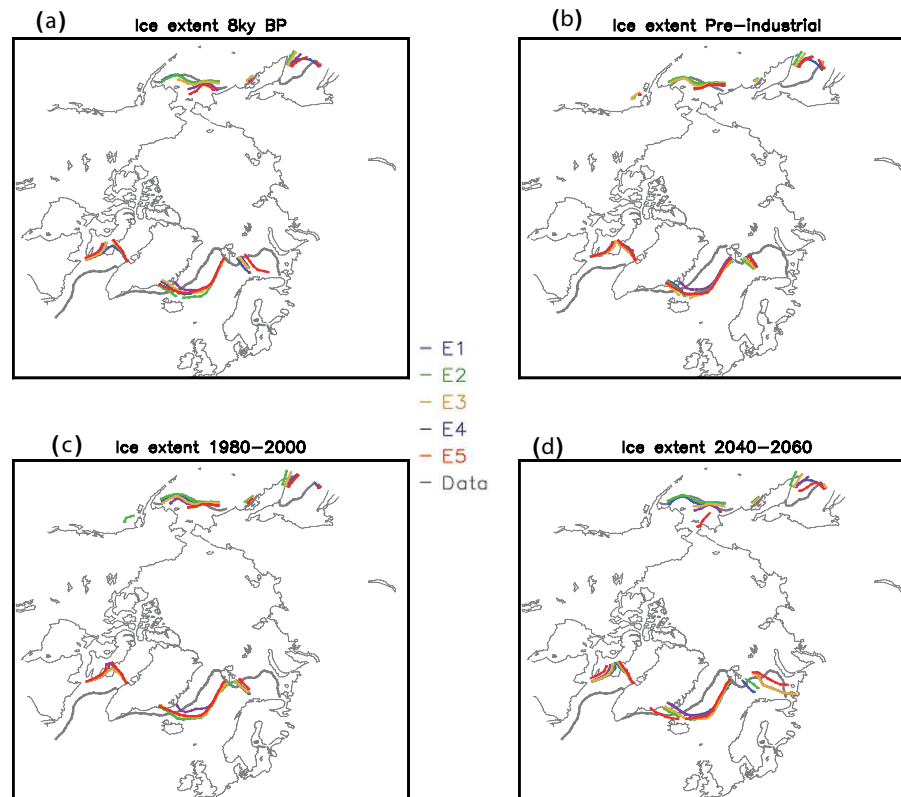 (a)
Ice extent 8ky BP
(b)
Ice extent Pre-industrial
E1
E2
E3
E4
E5
Data
(c)
Ice extent 1980-2000
(d)
Ice extent 2040-2060